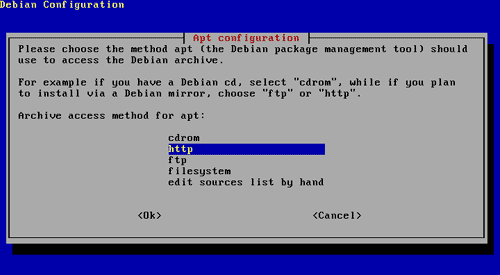 Debian Configuration
Apt configuration
Please choose the method apt (the Debian package management tool) should
use to access the Debian archive.
For example if you have a Debian cd, select "cdrom", while if you plan
to install via a Debian mirror, choose "ftp" or "http".
Archive access method for apt:
cdrom
http
ftp
filesystem
edit sources list by hand
<Ok> <Cancel>